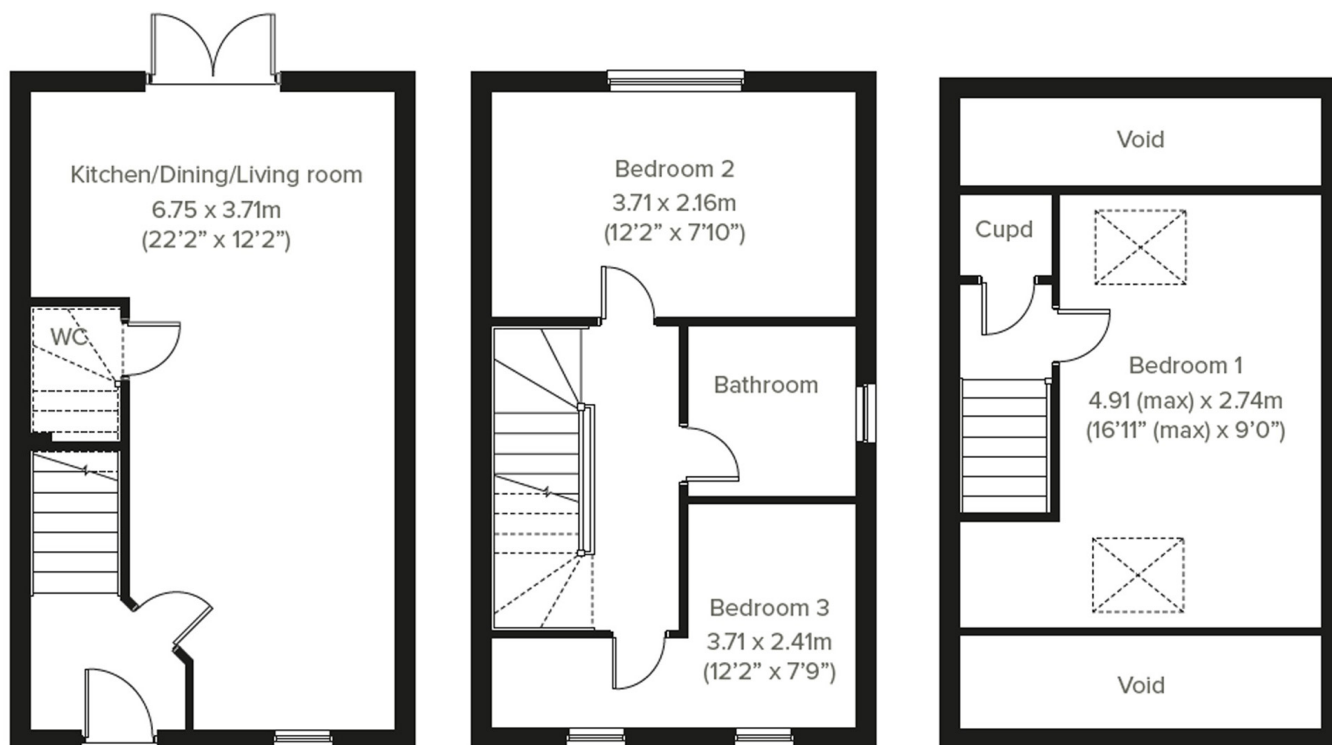 Kitchen/Dining/Living room
6.75 x 3.71m
(22’2” x 12’2”)
WC
Bedroom 2
3.71 x 2.16m
(12’2” x 7’10”)
Bathroom
Bedroom 3
3.71 x 2.41m
(12’2” x 7’9”)
Void
Cupd
Bedroom 1
4.91 (max) x 2.74m
(16’11” (max) x 9’0”)
Void